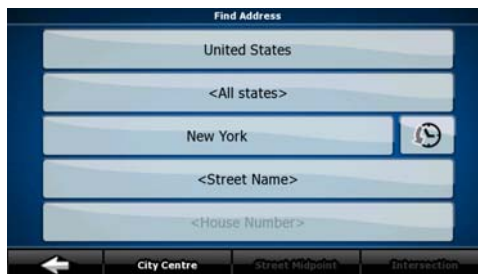 Find Address
United States
<All states>
New York
<Street Name>
<House Number>
City Centre Street Midpoint Intersection